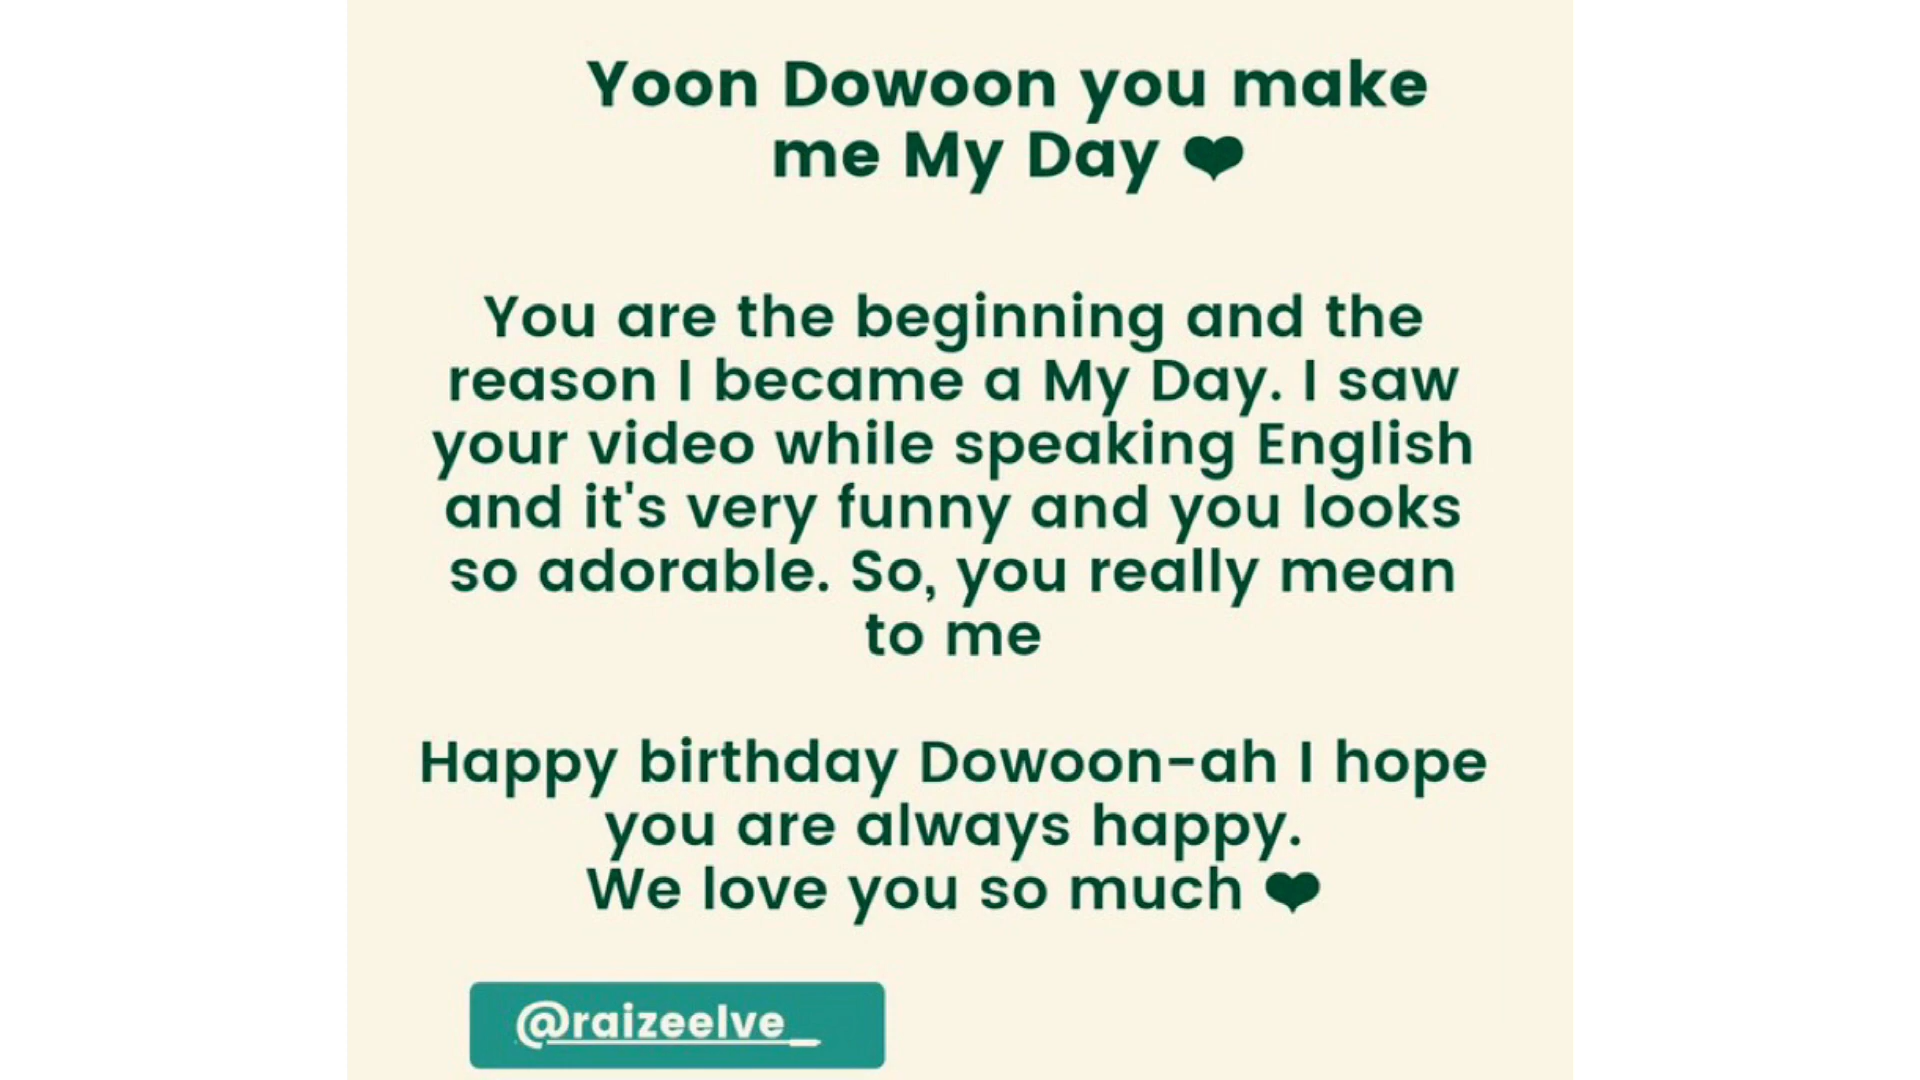 Yoon Dowoon you make
me My Day ❤
You are the beginning and the
reason I became a My Day. I saw
your video while speaking English
and it's very funny and you looks
so adorable. So, you really mean
to me
Happy birthday Dowoon-ah I hope
you are always happy.
We love you so much ❤
@raizeelve_